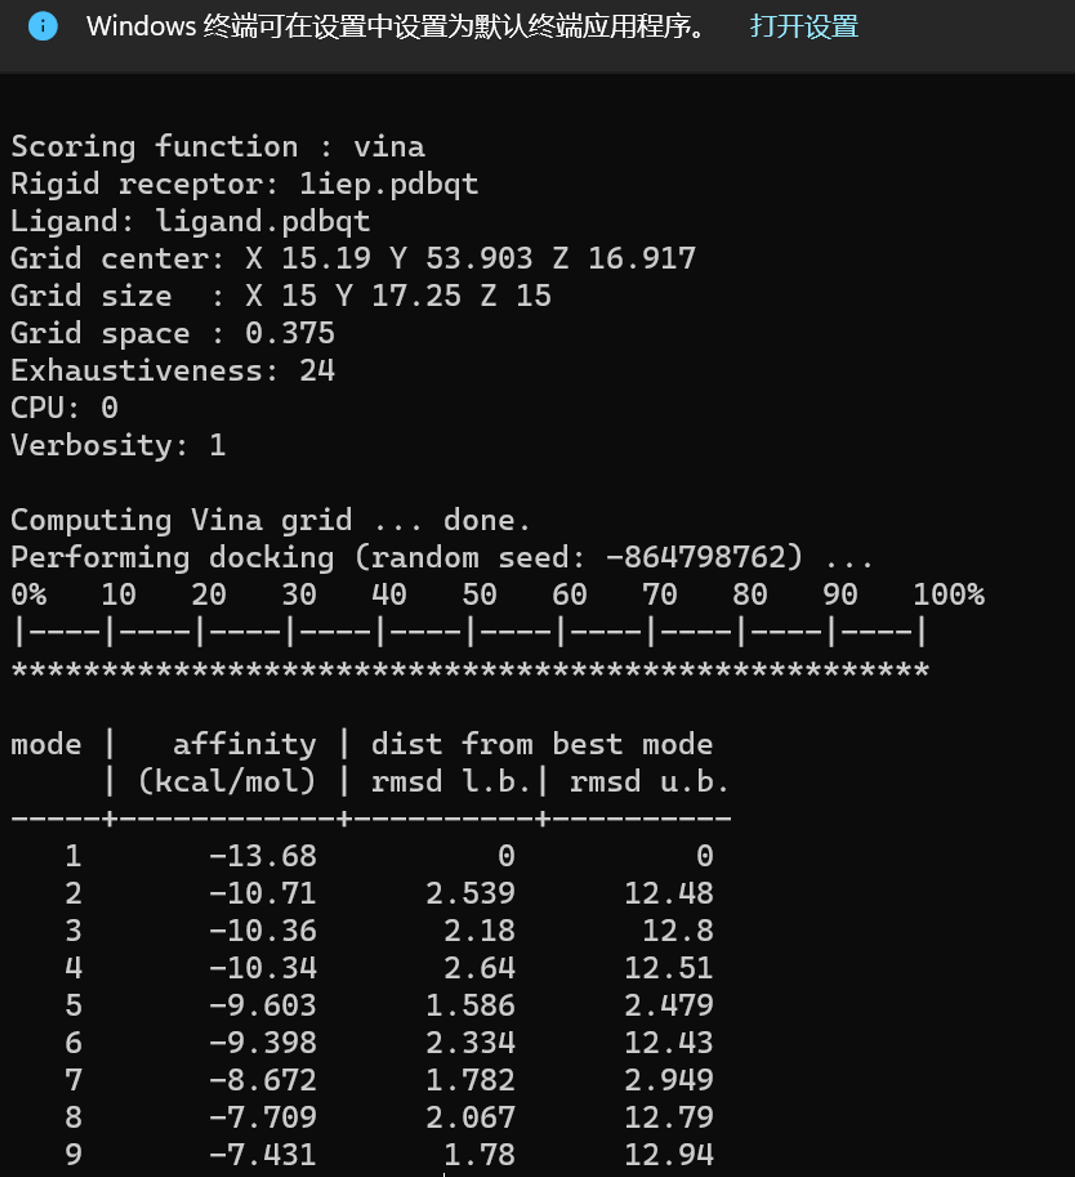 Windows 终端可在设置中设置为默认终端应用程序。 打开设置
Scoring function : vina
Rigid receptor: 1iep.pdbqt
Ligand: ligand.pdbqt
Grid center: X 15.19 Y 53.903 Z 16.917
Grid size  : X 15 Y 17.25 Z 15
Grid space : 0.375
Exhaustiveness: 24
CPU: 0
Verbosity: 1

Computing Vina grid ... done.
Performing docking (random seed: -864798762) ...
0%   10   20   30   40   50   60   70   80   90   100%
|----|----|----|----|----|----|----|----|----|----|
***************************************************

mode |   affinity | dist from best mode
     | (kcal/mol) | rmsd l.b.| rmsd u.b.
-----+------------+----------+----------
   1       -13.68          0          0
   2       -10.71      2.539      12.48
   3       -10.36       2.18       12.8
   4       -10.34       2.64      12.51
   5       -9.603      1.586      2.479
   6       -9.398      2.334      12.43
   7       -8.672      1.782      2.949
   8       -7.709      2.067      12.79
   9       -7.431       1.78      12.94